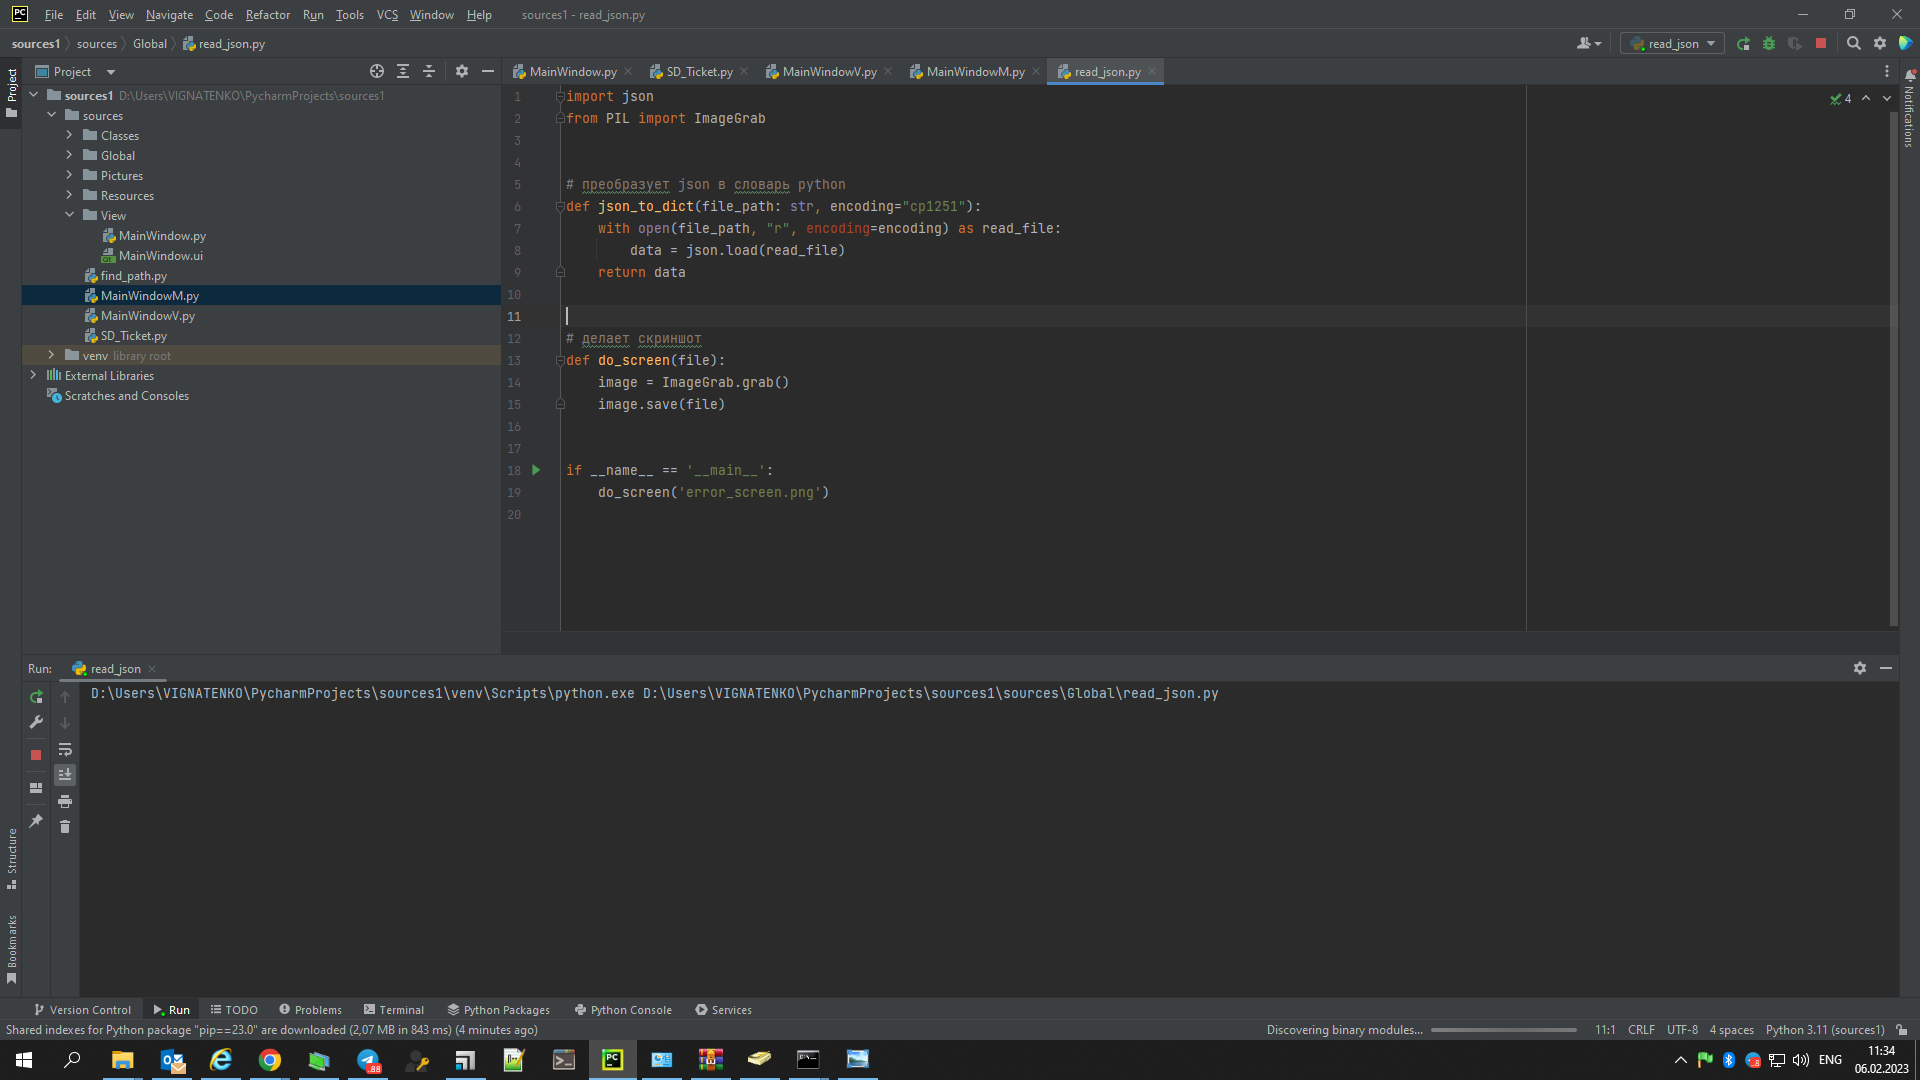 PC File Edit View Navigate Code Refactor Run Tools VCS Window Help sources1 - read_json.py
sources1 sources Global read_json.py read_json
Project
MainWindow.py SD_Ticket.py MainWindowV.py MainWindowM.py read_json.py
Project
Notifications
sources1 D:\Users\VIGNATENKO\PycharmProjects\sources1
sources
Classes
Global
Pictures
Resources
View
MainWindow.py
MainWindow.ui
find_path.py
MainWindowM.py
MainWindowV.py
SD_Ticket.py
venv library root
External Libraries
Scratches and Consoles
4
1 import json
2 from PIL import ImageGrab
3
4
5 # преобразует json в словарь python
6 def json_to_dict(file_path: str, encoding="cp1251"):
7 with open(file_path, "r", encoding=encoding) as read_file:
8 data = json.load(read_file)
9 return data
10
11
12 # делает скриншот
13 def do_screen(file):
14 image = ImageGrab.grab()
15 image.save(file)
16
17
18 if __name__ == '__main__':
19 do_screen('error_screen.png')
20
Run: read_json
D:\Users\VIGNATENKO\PycharmProjects\sources1\venv\Scripts\python.exe D:\Users\VIGNATENKO\PycharmProjects\sources1\sources\Global\read_json.py
Structure
Bookmarks
Version Control Run TODO Problems Terminal Python Packages Python Console Services
Shared indexes for Python package "pip==23.0" are downloaded (2,07 MB in 843 ms) (4 minutes ago) Discovering binary modules... 11:1 CRLF UTF-8 4 spaces Python 3.11 (sources1)
.88 PC ENG 11:34
06.02.2023